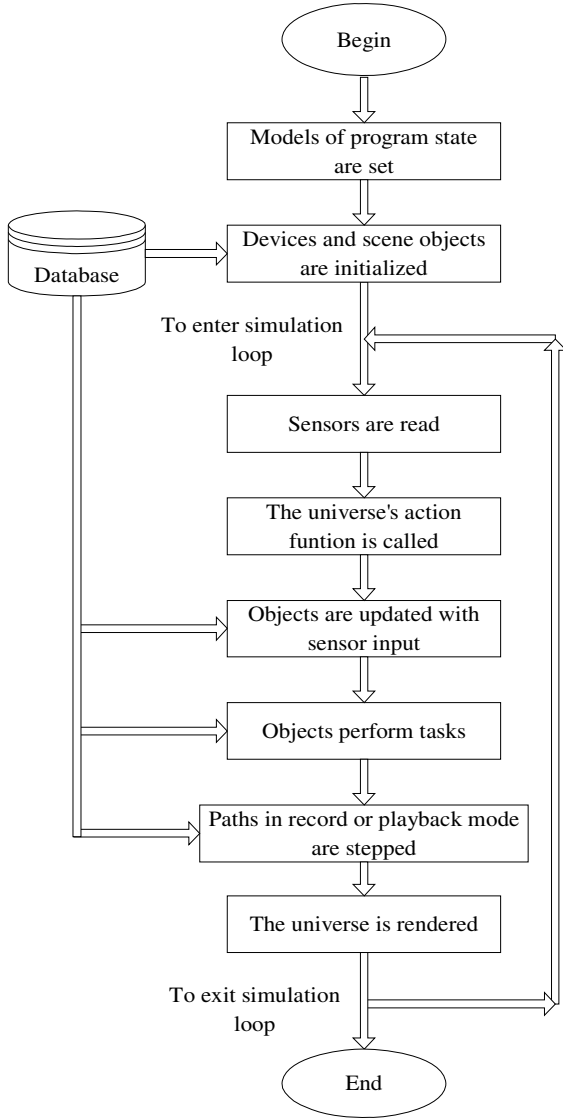 Begin
Models of program state
are set
Devices and scene objects
are initialized
Database
To enter simulation
loop
Sensors are read
The universe's action
funtion is called
Objects are updated with
sensor input
Objects perform tasks
Paths in record or playback mode
are stepped
The universe is rendered
To exit simulation
loop
End